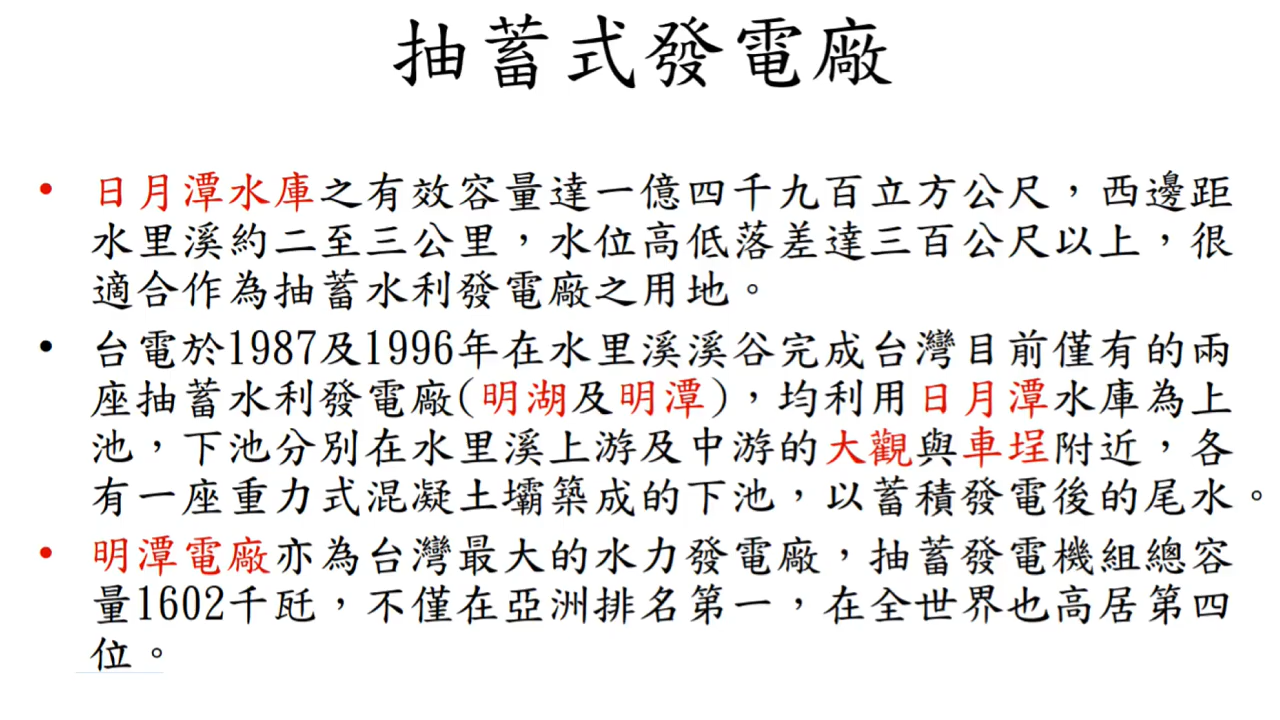 抽蓄式發電廠
• 日月潭水庫之有效容量達一億四千九百立方公尺，西邊距
水里溪約二至三公里，水位高低落差達三百公尺以上，很
適合作為抽蓄水利發電廠之用地。
• 台電於1987及1996年在水里溪溪谷完成台灣目前僅有的兩
座抽蓄水利發電廠(明湖及明潭)，均利用日月潭水庫為上
池，下池分別在水里溪上游及中游的大觀與車埕附近，各
有一座重力式混凝土壩築成的下池，以蓄積發電後的尾水。
• 明潭電廠亦為台灣最大的水力發電廠，抽蓄發電機組總容
量1602千瓩，不僅在亞洲排名第一，在全世界也高居第四
位。